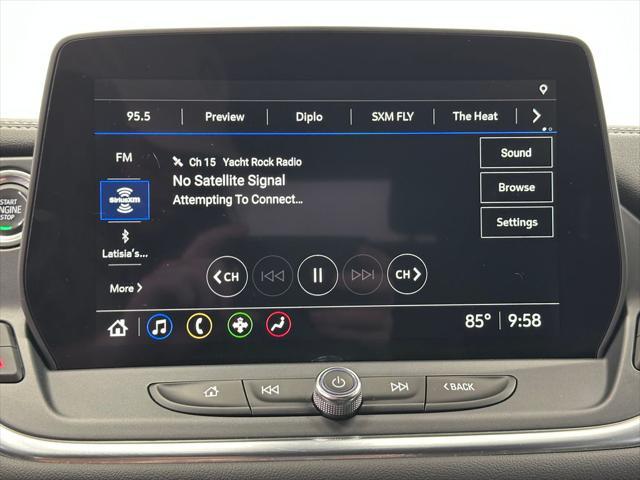 95.5 Preview Diplo SXM FLY The Heat
FM
Ch 15 Yacht Rock Radio
Sound
No Satellite Signal
SiriusXM
Attempting To Connect...
Browse
START
ENGINE
STOP
Settings
Latisia's...
CH CH
More
85° 9:58
BACK